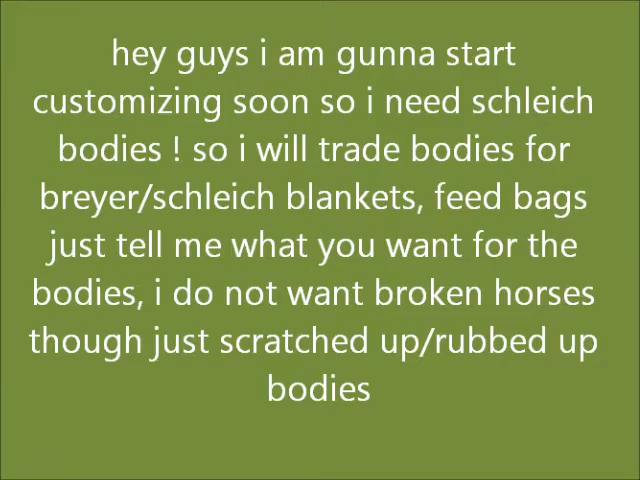 hey guys i am gunna start
customizing soon so i need schleich
bodies ! so i will trade bodies for
breyer/schleich blankets, feed bags
just tell me what you want for the
bodies, i do not want broken horses
though just scratched up/rubbed up
bodies